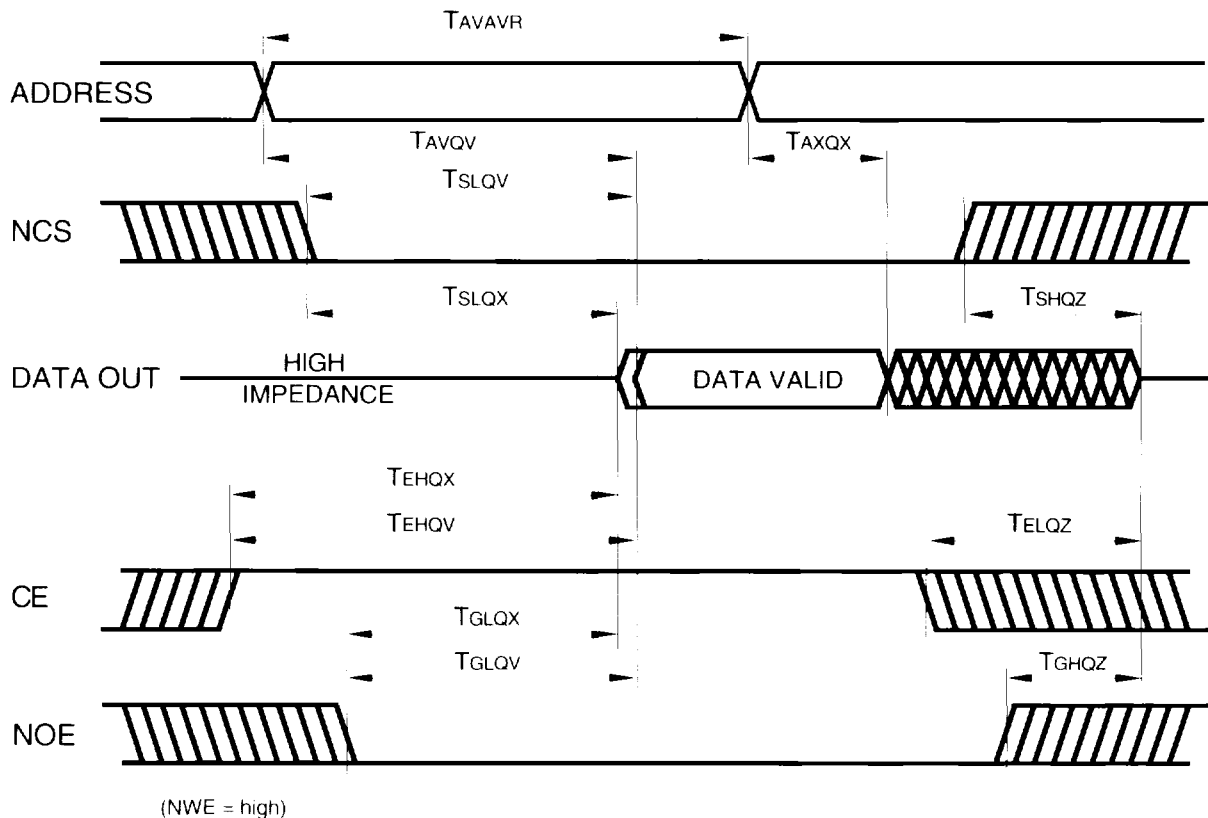 TAVAVR
ADDRESS
TAVQV
TAXQX
TSLQV
NCS
TSLQX
TSHQZ
DATA OUT
HIGH
IMPEDANCE
DATA VALID
TEHQX
TEHQV
TELQZ
CE
TGLQX
TGLQV
TGHQZ
NOE
(NWE = high)